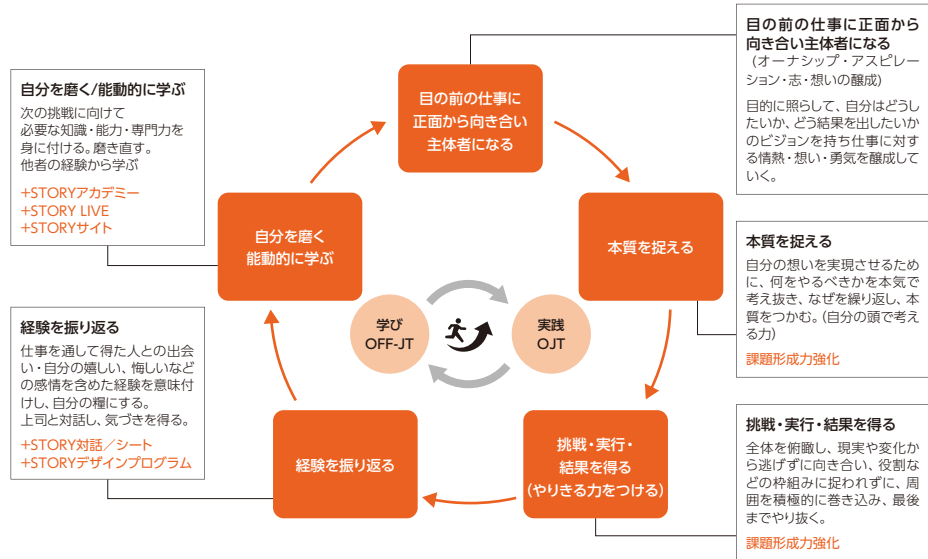 目の前の仕事に正面から
向き合い主体者になる
(オーナシップ・アスピレー
ション・志・想いの醸成)
目的に照らして、自分はどうし
たいか、どう結果を出したいか
のビジョンを持ち仕事に対す
る情熱・想い・勇気を醸成して
いく。
自分を磨く/能動的に学ぶ
次の挑戦に向けて
必要な知識・能力・専門力を
身に付ける。磨き直す。
他者の経験から学ぶ
+STORYアカデミー
+STORY LIVE
+STORYサイト
目の前の仕事に
正面から向き合い
主体者になる
自分を磨く
能動的に学ぶ
本質を捉える
本質を捉える
自分の想いを実現させるため
に、何をやるべきかを本気で
考え抜き、なぜを繰り返し、本
質をつかむ。(自分の頭で考え
る力)
課題形成力強化
学び
OFF-JT
実践
OJT
経験を振り返る
仕事を通して得た人との出会
い・自分の嬉しい、悔しいなど
の感情を含めた経験を意味付
けし、自分の糧にする。
上司と対話し、気づきを得る。
+STORY対話/シート
+STORYデザインプログラム
経験を振り返る
挑戦・実行・
結果を得る
(やりきる力をつける)
挑戦・実行・結果を得る
全体を俯瞰し、現実や変化から
逃げずに向き合い、役割な
どの枠組みに捉われずに、周
囲を積極的に巻き込み、最後
までやり抜く。
課題形成力強化